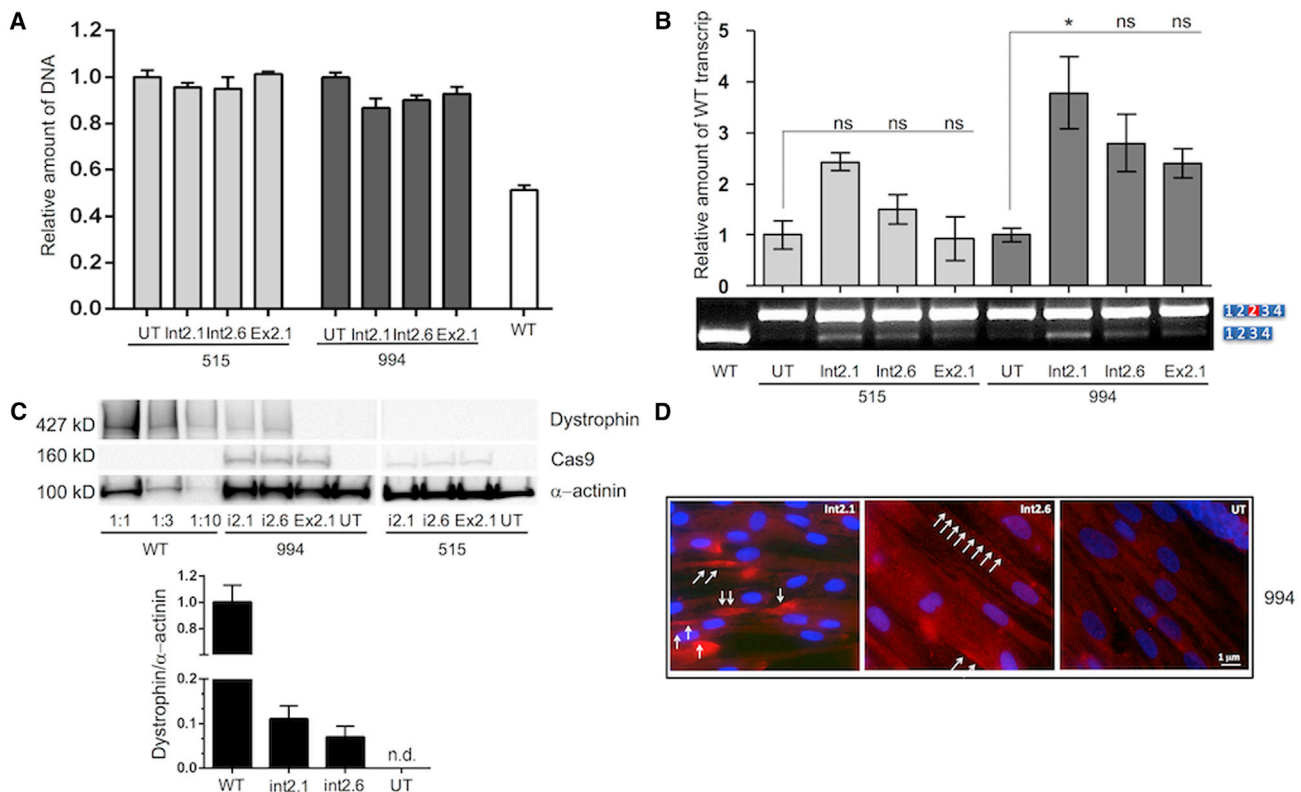 A
Relative amount of DNA
1.2
1.0
0.8
0.6
0.4
0.2
0.0
UT Int2.1 Int2.6 Ex2.1
UT Int2.1 Int2.6 Ex2.1
WT
515
994
B
Relative amount of WT transcrip
5
4
3
2
1
0
ns ns ns
* ns ns
1 2 2 3 4
1 2 3 4
WT UT Int2.1 Int2.6 Ex2.1 UT Int2.1 Int2.6 Ex2.1
515
994
C
427 kD
Dystrophin
160 kD
Cas9
100 kD
α–actinin
1:1 1:3 1:10 i2.1 i2.6 Ex2.1 UT i2.1 i2.6 Ex2.1 UT
WT 994 515
Dystrophin/α–actinin
1.2
1.0
0.8
0.2
0.1
0.0
n.d.
WT int2.1 int2.6 UT
D
Int2.1
Int2.6
UT
1 μm
994